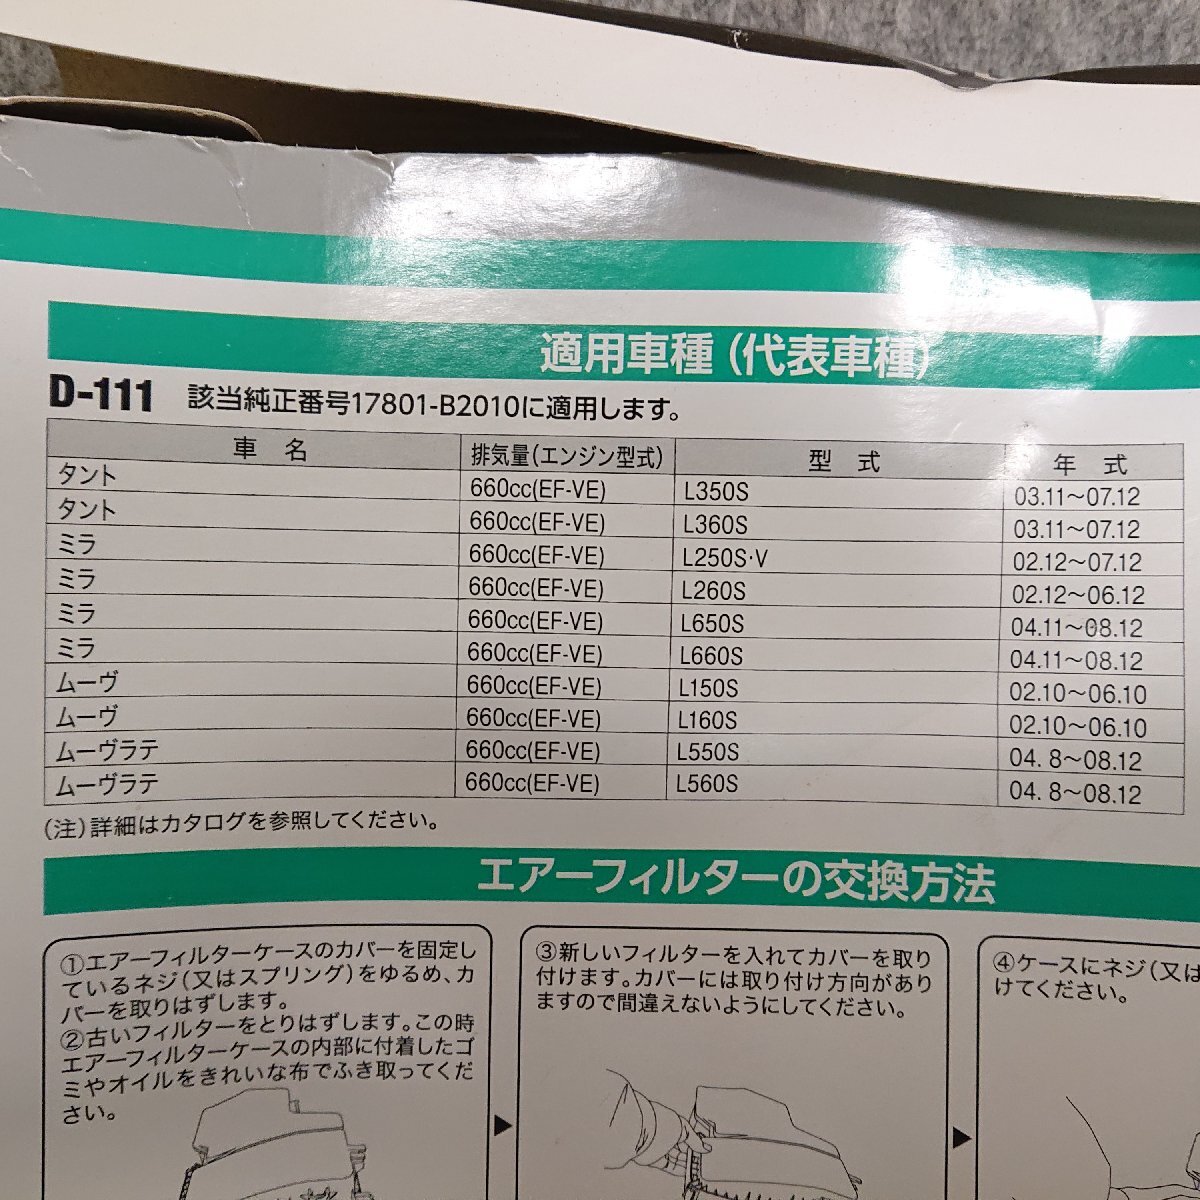 適用車種（代表車種）
D-111 該当純正番号17801-B2010に適用します。
車 名 排気量（エンジン型式） 型 式 年 式
タント 660cc(EF-VE) L350S 03.11～07.12
タント 660cc(EF-VE) L360S 03.11～07.12
ミラ 660cc(EF-VE) L250S･V 02.12～07.12
ミラ 660cc(EF-VE) L260S 02.12～06.12
ミラ 660cc(EF-VE) L650S 04.11～08.12
ミラ 660cc(EF-VE) L660S 04.11～08.12
ムーヴ 660cc(EF-VE) L150S 02.10～06.10
ムーヴ 660cc(EF-VE) L160S 02.10～06.10
ムーヴラテ 660cc(EF-VE) L550S 04. 8～08.12
ムーヴラテ 660cc(EF-VE) L560S 04. 8～08.12
（注）詳細はカタログを参照してください。
エアーフィルターの交換方法
①エアーフィルターケースのカバーを固定し
ているネジ（又はスプリング）をゆるめ、カ
バーを取りはずします。
②古いフィルターをとりはずします。この時
エアーフィルターケースの内部に付着したゴ
ミやオイルをきれいな布でふき取ってくだ
さい。
③新しいフィルターを入れてカバーを取り
付けます。カバーには取り付け方向があり
ますので間違えないようにしてください。
④ケースにネジ（又は
けてください。